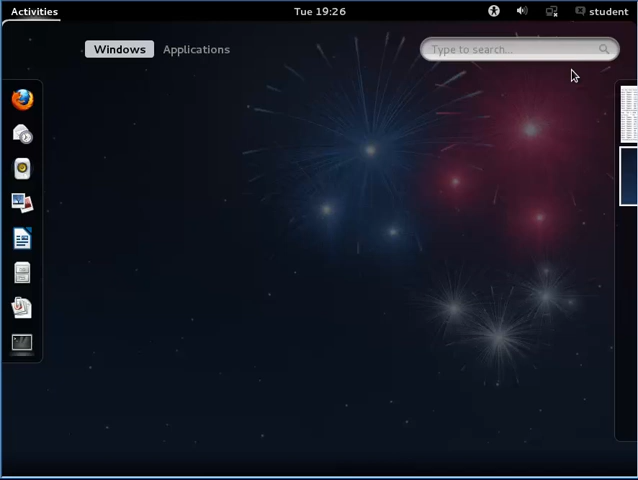 Activities
Tue 19:26
student
Windows Applications
Type to search...